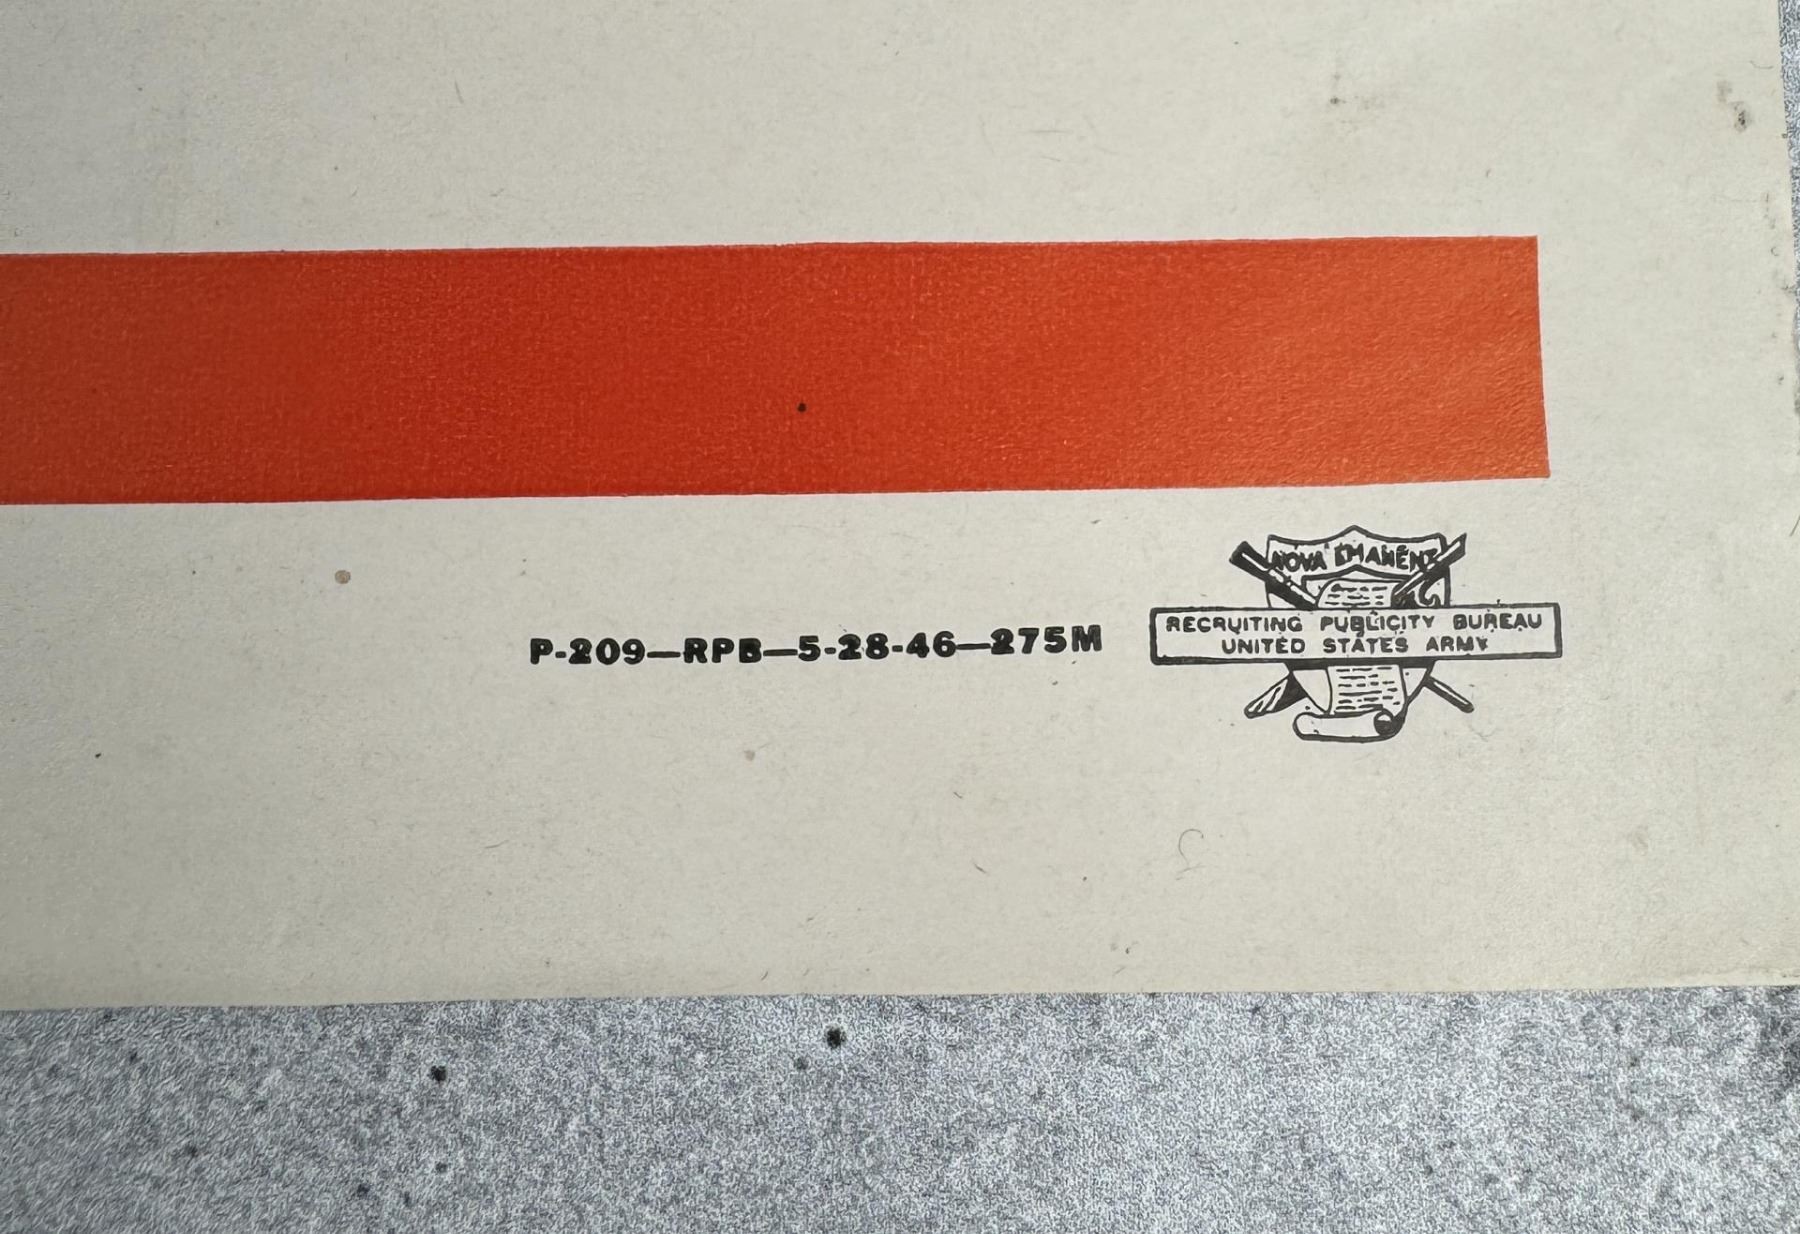 NOVA EMANENT
P-209—RPB—5-28-46—275M
RECRUITING PUBLICITY BUREAU
UNITED STATES ARMY